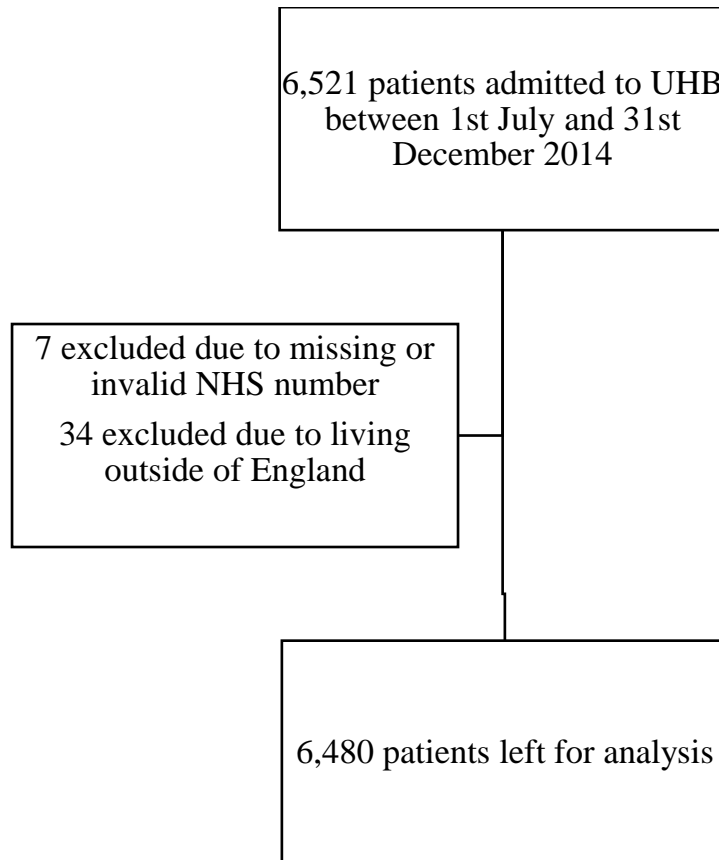 6,521 patients admitted to UHB
between 1st July and 31st
December 2014
7 excluded due to missing or
invalid NHS number
34 excluded due to living
outside of England
6,480 patients left for analysis